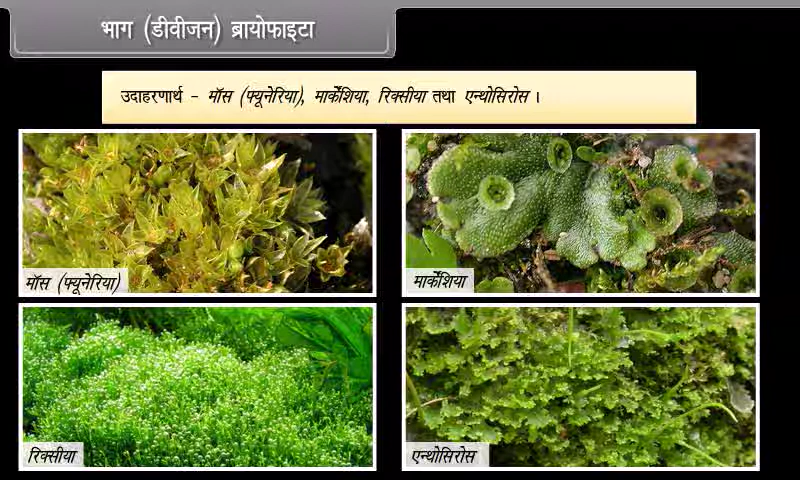 भाग (डीवीजन) ब्रायोफाइटा
उदाहरणार्थ - मॉस (फ्यूनेरिया), मार्केंशिया, रिक्सीया तथा एन्थोसिरोस ।
मॉस (फ्यूनेरिया)
मार्केंशिया
रिक्सीया
एन्थोसिरोस